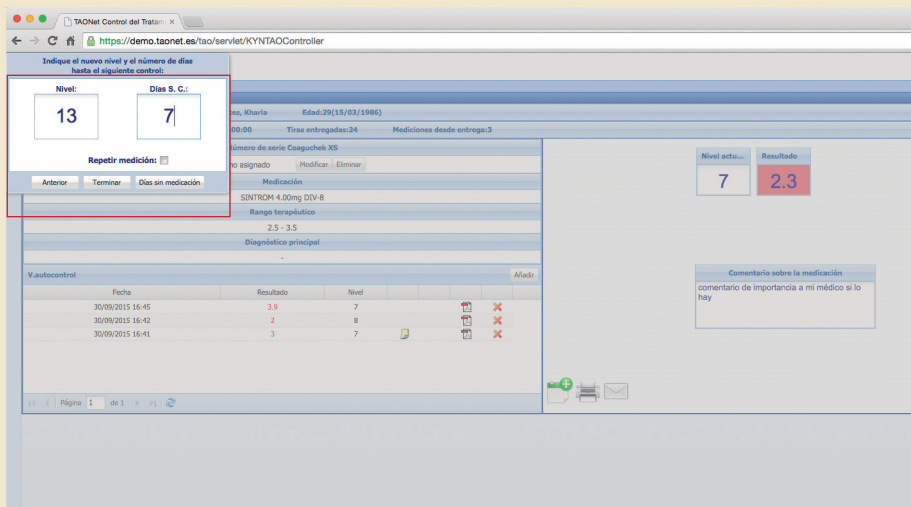 TAONet Control del Tratam
https://demo.taonet.es/tao/servlet/KYNTAOController
Indique el nuevo nivel y el número de días
hasta el siguiente control:
Nivel: Días S. C.:
13 7
Repetir medición:
Anterior Terminar Días sin medicación
Kharla Edad:29(15/03/1986)
00:00 Tiras entregadas:24 Mediciones desde entrega:3
Número de serie Coaguchek XS
no asignado Modificar Eliminar
Medicación
SINTROM 4.00mg DIV-8
Rango terapéutico
2.5 - 3.5
Diagnóstico principal
-
V.autocontrol Añadir
Fecha Resultado Nivel
30/09/2015 16:45 3.9 7
30/09/2015 16:42 2 8
30/09/2015 16:41 3 7
Página 1 de 1
Nivel actu... Resultado
7 2.3
Comentario sobre la medicación
comentario de importancia a mi médico si lo
hay